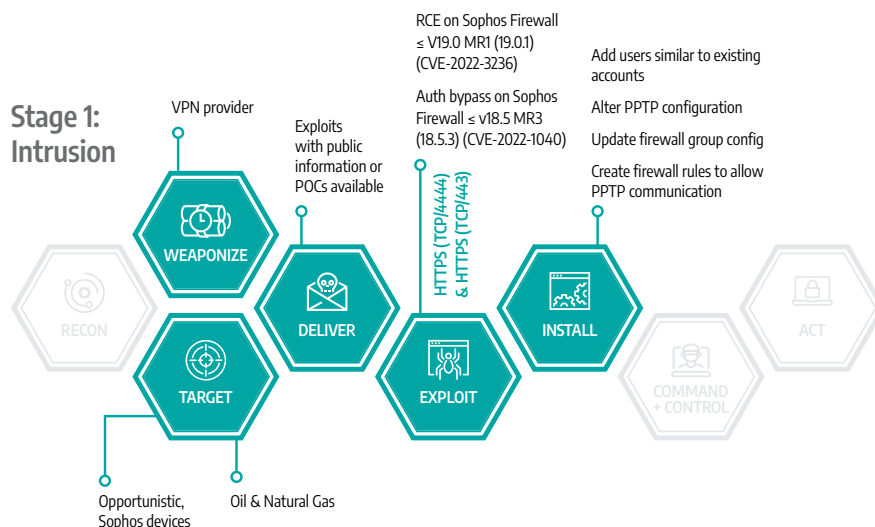 Stage 1:
Intrusion
VPN provider
Exploits
with public
information or
POCs available
RCE on Sophos Firewall
≤ V19.0 MR1 (19.0.1)
(CVE-2022-3236)
Auth bypass on Sophos
Firewall ≤ v18.5 MR3
(18.5.3) (CVE-2022-1040)
HTTPS (TCP/4444)
& HTTPS (TCP/443)
Add users similar to existing
accounts
Alter PPTP configuration
Update firewall group config
Create firewall rules to allow
PPTP communication
RECON
WEAPONIZE
TARGET
DELIVER
EXPLOIT
INSTALL
COMMAND
+ CONTROL
ACT
Opportunistic,
Sophos devices
Oil & Natural Gas